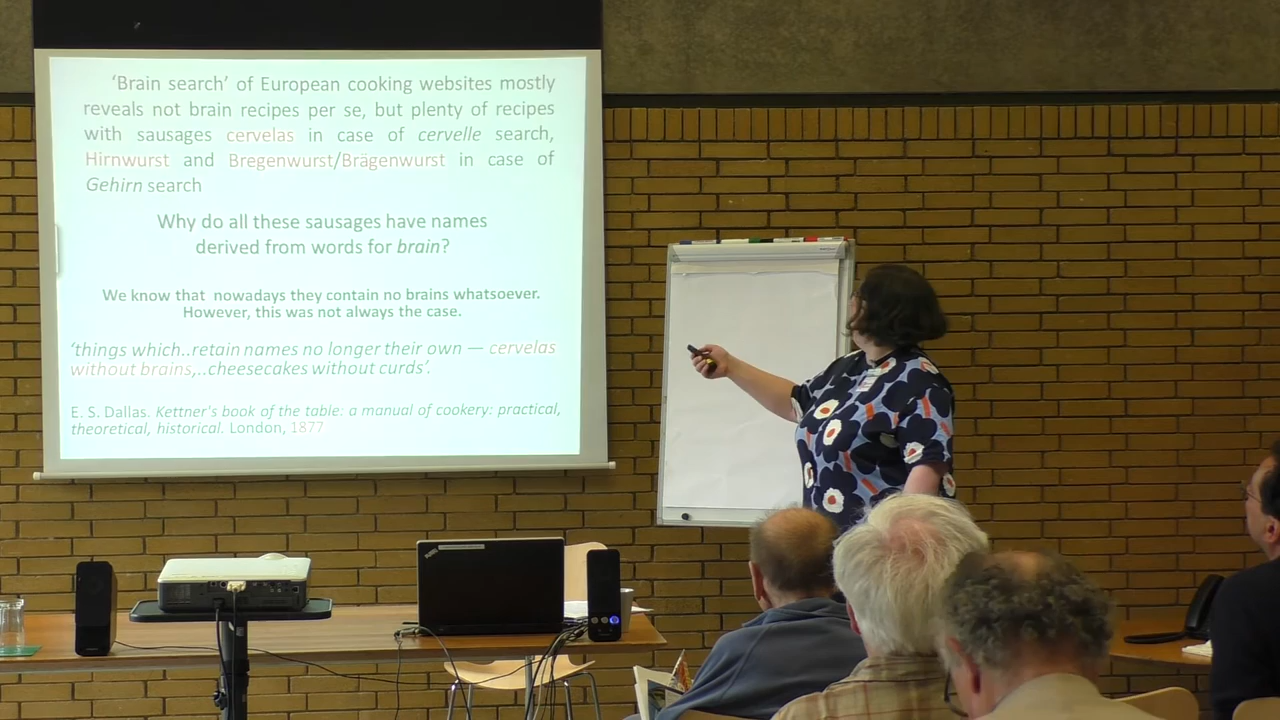 ‘Brain search’ of European cooking websites mostly
reveals not brain recipes per se, but plenty of recipes
with sausages cervelas in case of cervelle search,
Hirnwurst and Bregenwurst/Brägenwurst in case of
Gehirn search
Why do all these sausages have names
derived from words for brain?
We know that nowadays they contain no brains whatsoever.
However, this was not always the case.
‘things which..retain names no longer their own — cervelas
without brains,..cheesecakes without curds’.
E. S. Dallas. Kettner's book of the table: a manual of cookery: practical,
theoretical, historical. London, 1877